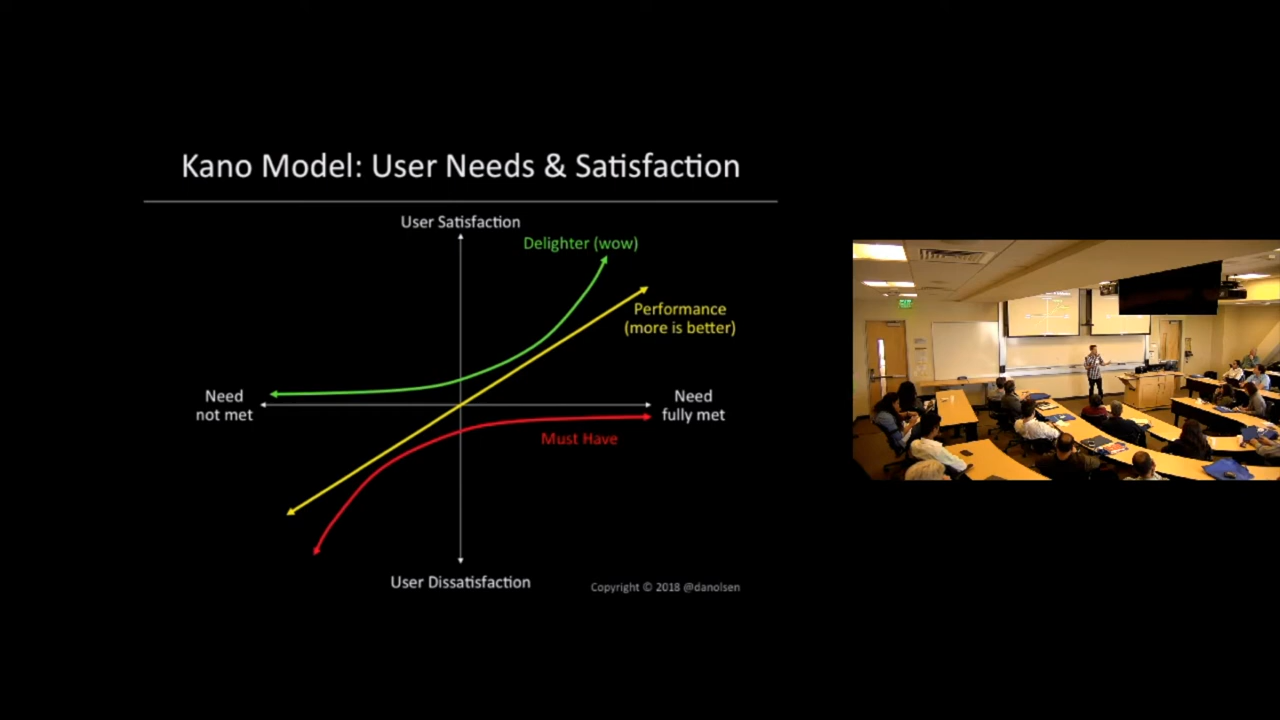 Kano Model: User Needs & Satisfaction
User Satisfaction
Delighter (wow)
Performance
(more is better)
Need
not met
Need
fully met
Must Have
User Dissatisfaction
Copyright © 2018 @danolsen